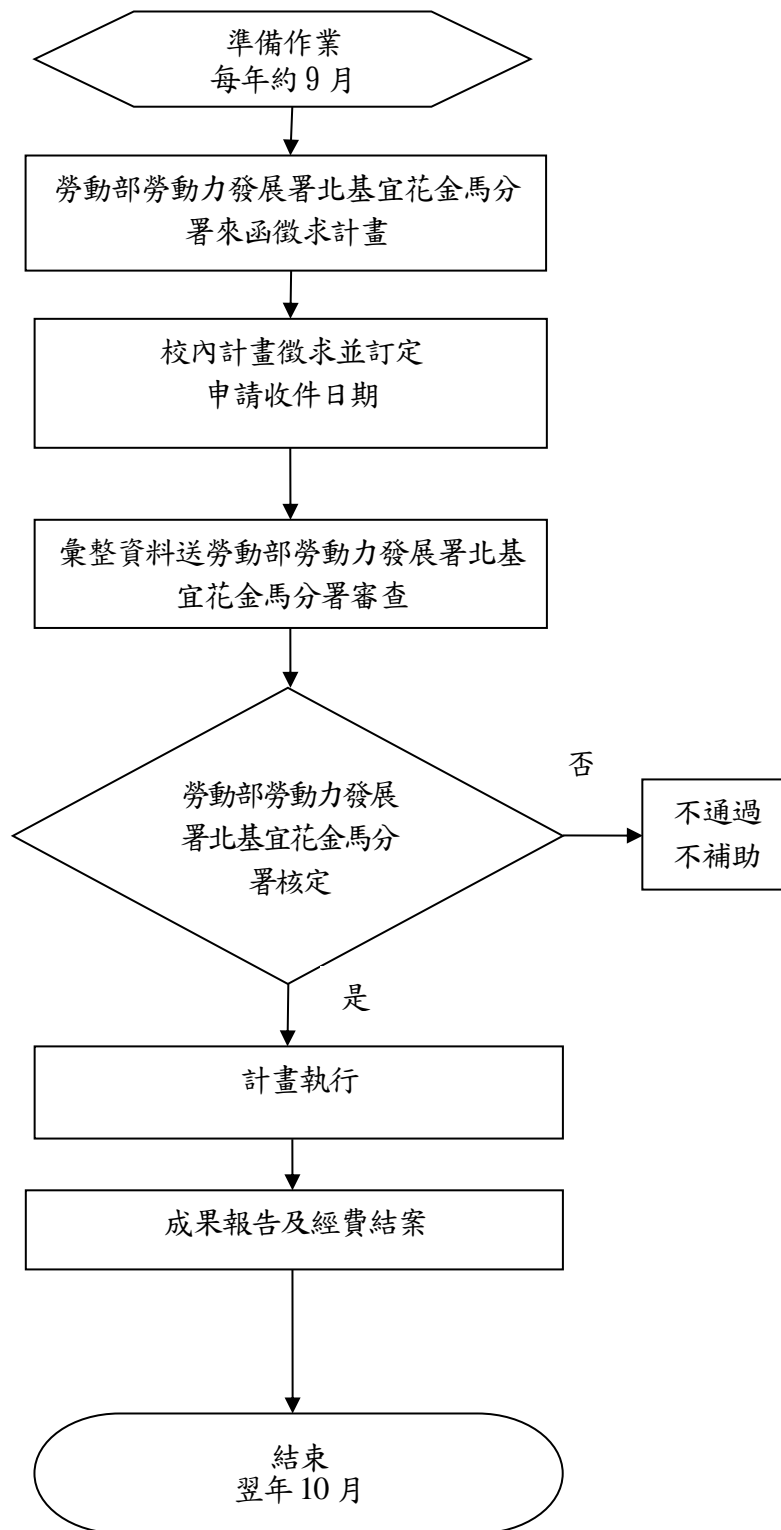 準備作業
每年約 9 月
勞動部勞動力發展署北基宜花金馬分
署來函徵求計畫
校內計畫徵求並訂定
申請收件日期
彙整資料送勞動部勞動力發展署北基
宜花金馬分署審查
勞動部勞動力發展
署北基宜花金馬分
署核定
否
不通過
不補助
是
計畫執行
成果報告及經費結案
結束
翌年 10 月